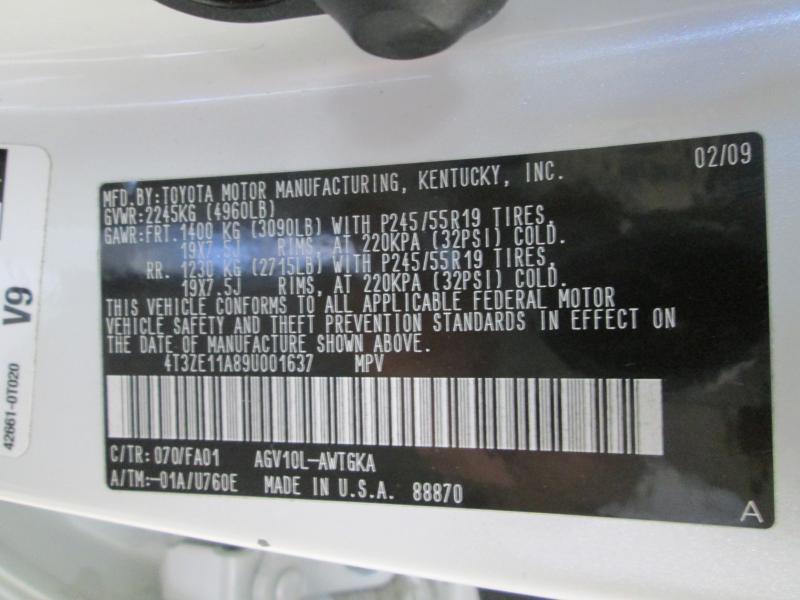 02/09
MFD.BY:TOYOTA MOTOR MANUFACTURING, KENTUCKY, INC.
GVWR:2245KG (4960LB)
GAWR:FRT.1400 KG (3090LB) WITH P245/55R19 TIRES,
19X7.5J RIMS, AT 220KPA (32PSI) COLD.
RR. 1230 KG (2715LB) WITH P245/55R19 TIRES,
19X7.5J RIMS, AT 220KPA (32PSI) COLD.
THIS VEHICLE CONFORMS TO ALL APPLICABLE FEDERAL MOTOR
VEHICLE SAFETY AND THEFT PREVENTION STANDARDS IN EFFECT ON
THE DATE OF MANUFACTURE SHOWN ABOVE.
4T3ZE11A89U001637 MPV
C/TR: 070/FA01 AGV10L-AWTGKA
A/TM:-01A/U760E MADE IN U.S.A. 88870
A
V9
42661-0T020